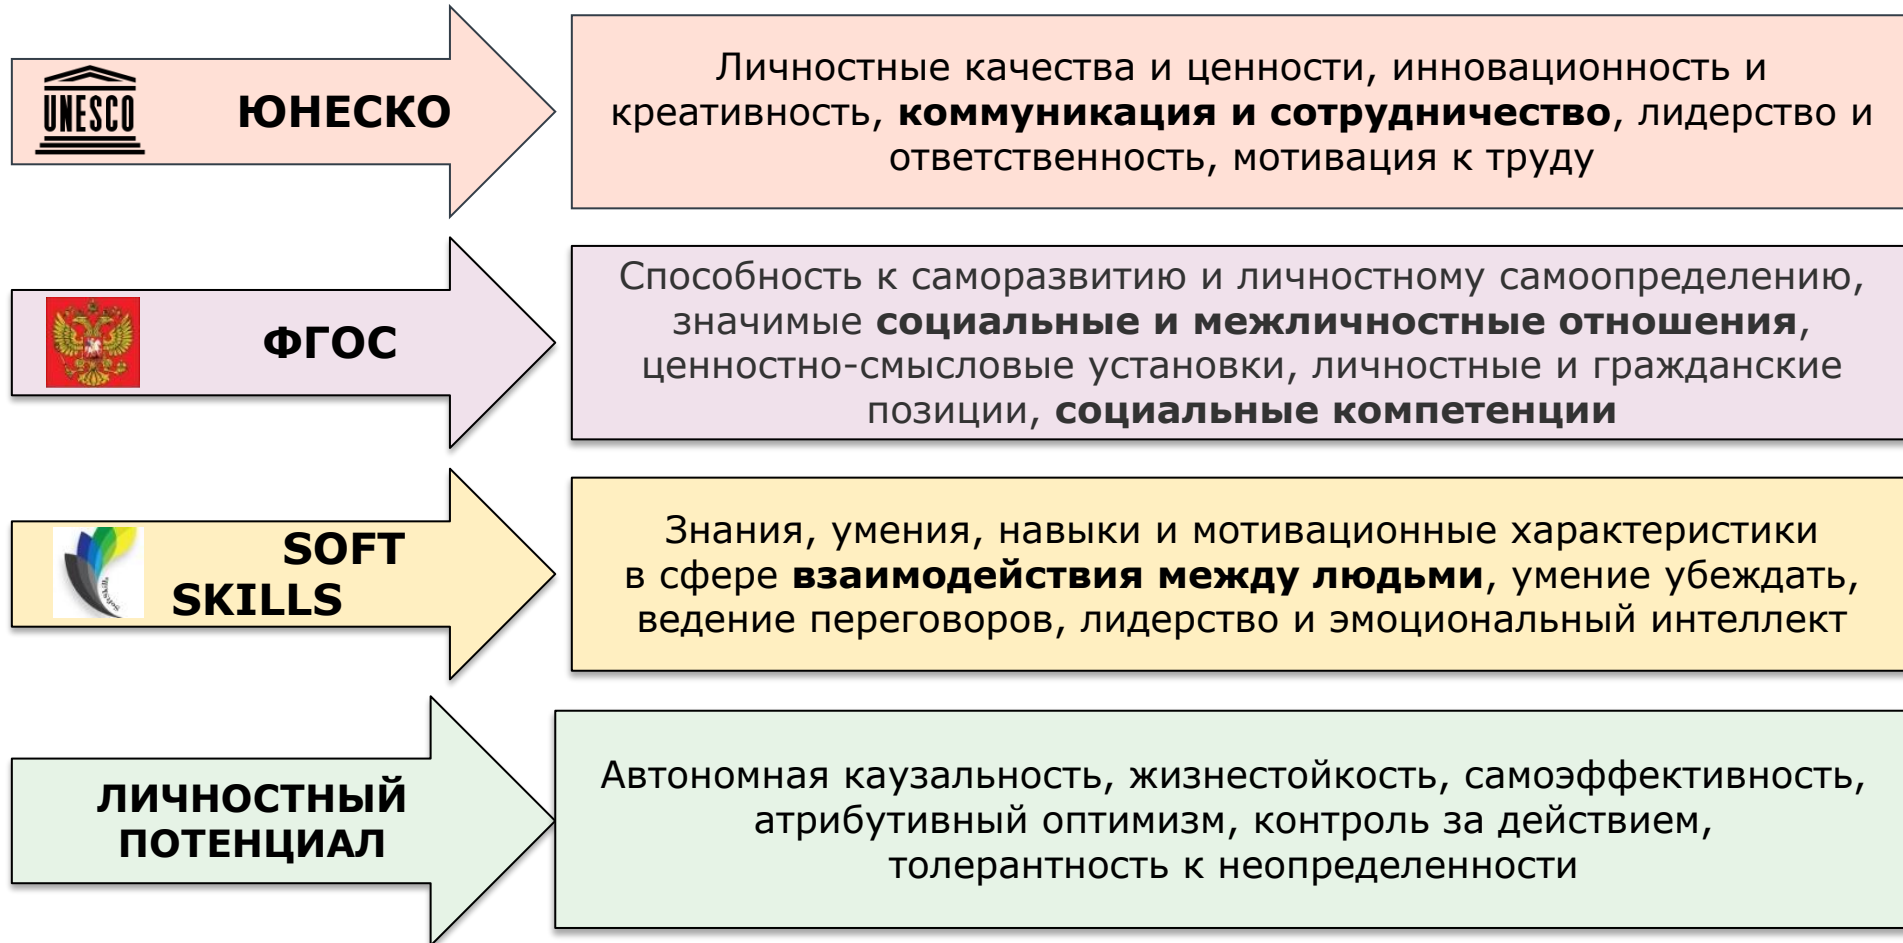 UNESCO
ЮНЕСКО
Личностные качества и ценности, инновационность и
креативность, коммуникация и сотрудничество, лидерство и
ответственность, мотивация к труду
ФГОС
Способность к саморазвитию и личностному самоопределению,
значимые социальные и межличностные отношения,
ценностно-смысловые установки, личностные и гражданские
позиции, социальные компетенции
SOFT
SKILLS
Знания, умения, навыки и мотивационные характеристики
в сфере взаимодействия между людьми, умение убеждать,
ведение переговоров, лидерство и эмоциональный интеллект
ЛИЧНОСТНЫЙ
ПОТЕНЦИАЛ
Автономная каузальность, жизнестойкость, самоэффективность,
атрибутивный оптимизм, контроль за действием,
толерантность к неопределенности